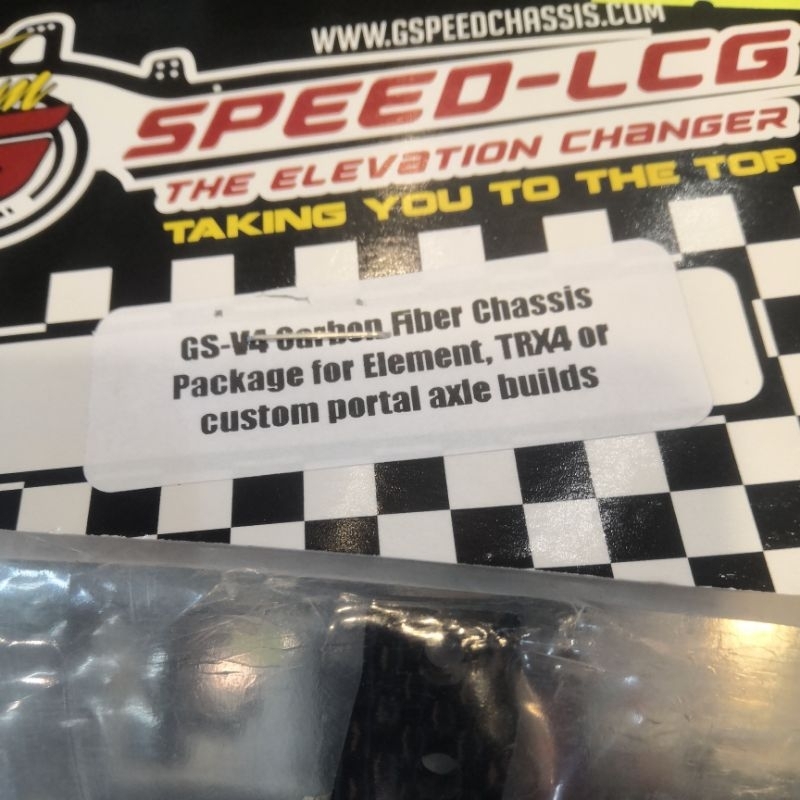 WWW.GSPEEDCHASSIS.COM
SPEED-LCG
THE ELEVATION CHANGER
TAKING YOU TO THE TOP
GS-V4 Carbon Fiber Chassis
Package for Element, TRX4 or
custom portal axle builds